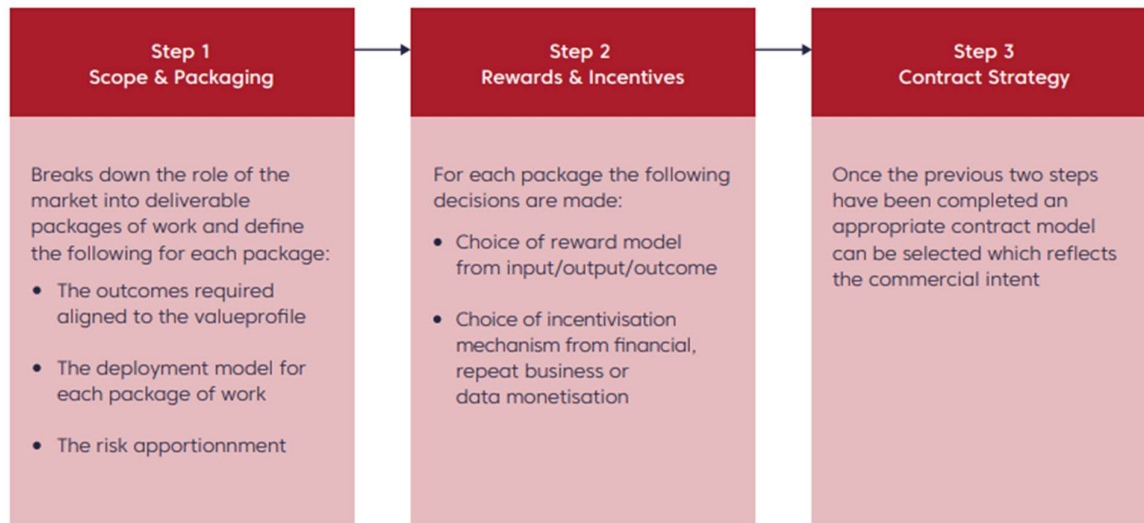 Step 1
Scope & Packaging
Breaks down the role of the
market into deliverable
packages of work and define
the following for each package:
• The outcomes required
aligned to the valueprofile
• The deployment model for
each package of work
• The risk apportionnment
Step 2
Rewards & Incentives
For each package the following
decisions are made:
• Choice of reward model
from input/output/outcome
• Choice of incentivisation
mechanism from financial,
repeat business or
data monetisation
Step 3
Contract Strategy
Once the previous two steps
have been completed an
appropriate contract model
can be selected which reflects
the commercial intent